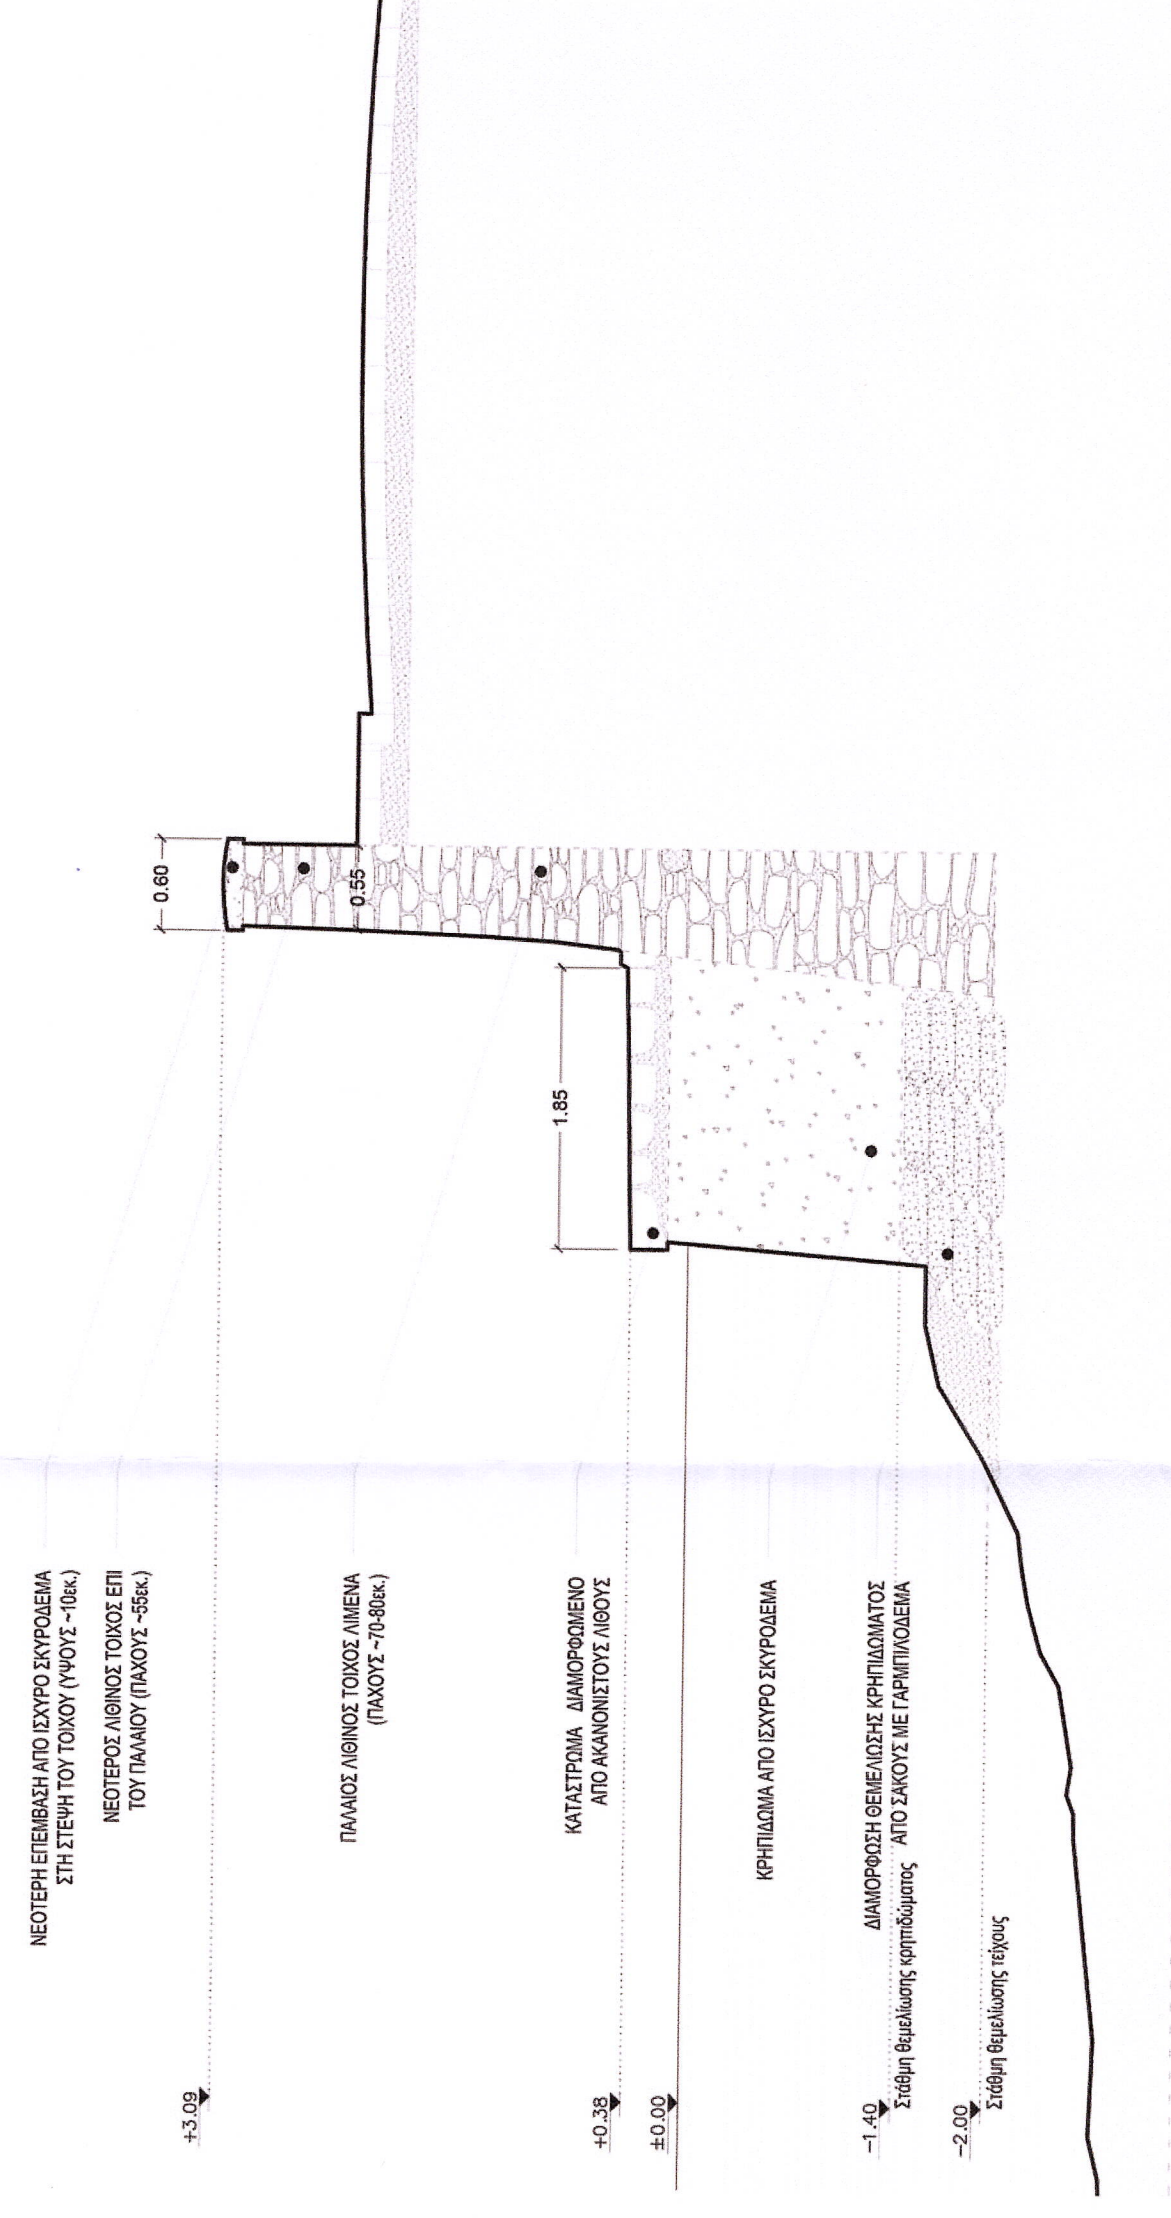 ΝΕΟΤΕΡΗ ΕΠΕΜΒΑΣΗ ΑΠΟ ΙΣΧΥΡΟ ΣΚΥΡΟΔΕΜΑ
ΣΤΗ ΣΤΕΨΗ ΤΟΥ ΤΟΙΧΟΥ (ΥΨΟΥΣ ~10εκ.)
ΝΕΟΤΕΡΟΣ ΛΙΘΙΝΟΣ ΤΟΙΧΟΣ ΕΠΙ
ΤΟΥ ΠΑΛΑΙΟΥ (ΠΑΧΟΥΣ ~55εκ.)
+3.09
0.60
0.55
ΠΑΛΑΙΟΣ ΛΙΘΙΝΟΣ ΤΟΙΧΟΣ ΛΙΜΕΝΑ
(ΠΑΧΟΥΣ ~70-80εκ.)
1.85
ΚΑΤΑΣΤΡΩΜΑ ΔΙΑΜΟΡΦΩΜΕΝΟ
ΑΠΟ ΑΚΑΝΟΝΙΣΤΟΥΣ ΛΙΘΟΥΣ
+0.38
±0.00
ΚΡΗΠΙΔΩΜΑ ΑΠΟ ΙΣΧΥΡΟ ΣΚΥΡΟΔΕΜΑ
ΔΙΑΜΟΡΦΩΣΗ ΘΕΜΕΛΙΩΣΗΣ ΚΡΗΠΙΔΩΜΑΤΟΣ
ΑΠΟ ΣΑΚΟΥΣ ΜΕ ΓΑΡΜΠΙΛΟΔΕΜΑ
−1.40
Στάθμη θεμελίωσης κρηπιδώματος
−2.00
Στάθμη θεμελίωσης τείχους